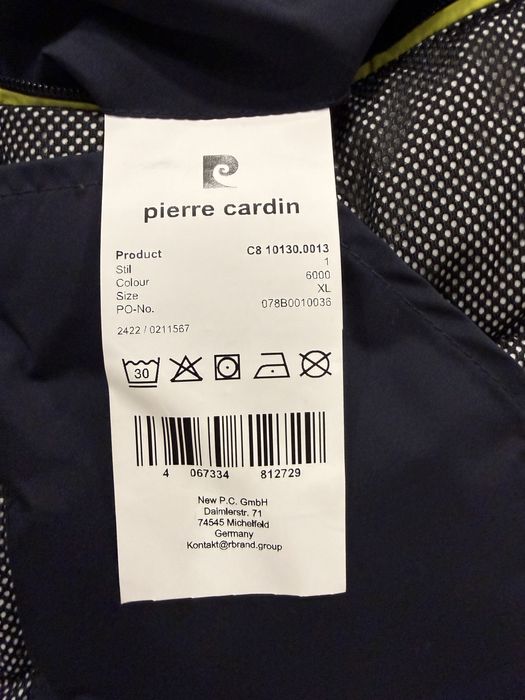 pierre cardin
Product C8 10130.0013
Stil 1
Colour 6000
Size XL
PO-No. 078B0010036
2422 / 0211567
30
4 067334 812729
New P.C. GmbH
Daimlerstr. 71
74545 Michelfeld
Germany
Kontakt@rbrand.group